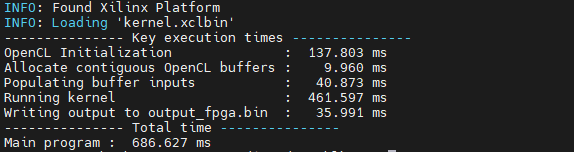 INFO: Found Xilinx Platform
INFO: Loading 'kernel.xclbin'
--------------- Key execution times ---------------
OpenCL Initialization              :  137.803 ms
Allocate contiguous OpenCL buffers :    9.960 ms
Populating buffer inputs           :   40.873 ms
Running kernel                     :  461.597 ms
Writing output to output_fpga.bin  :   35.991 ms
--------------- Total time ---------------
Main program :  686.627 ms